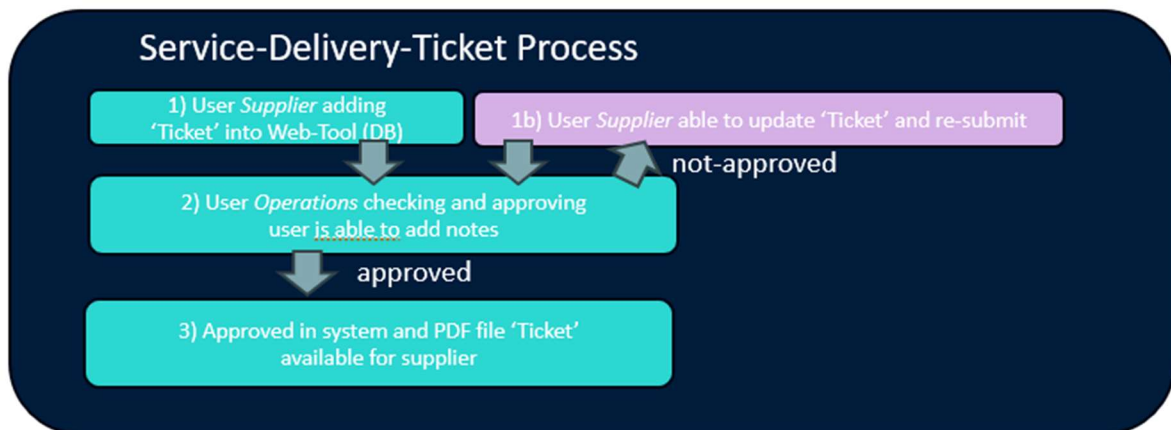 Service-Delivery-Ticket Process
1) User Supplier adding
‘Ticket’ into Web-Tool (DB)
1b) User Supplier able to update ‘Ticket’ and re-submit
not-approved
2) User Operations checking and approving
user is able to add notes
approved
3) Approved in system and PDF file ‘Ticket’
available for supplier